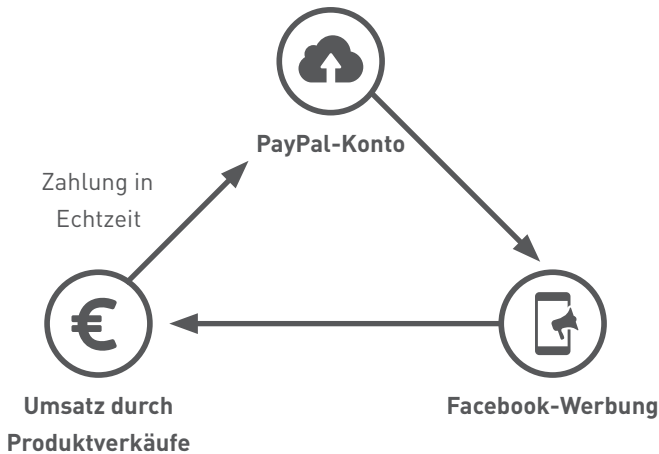 PayPal-Konto
Zahlung in
Echtzeit
€
Umsatz durch
Produktverkäufe
Facebook-Werbung